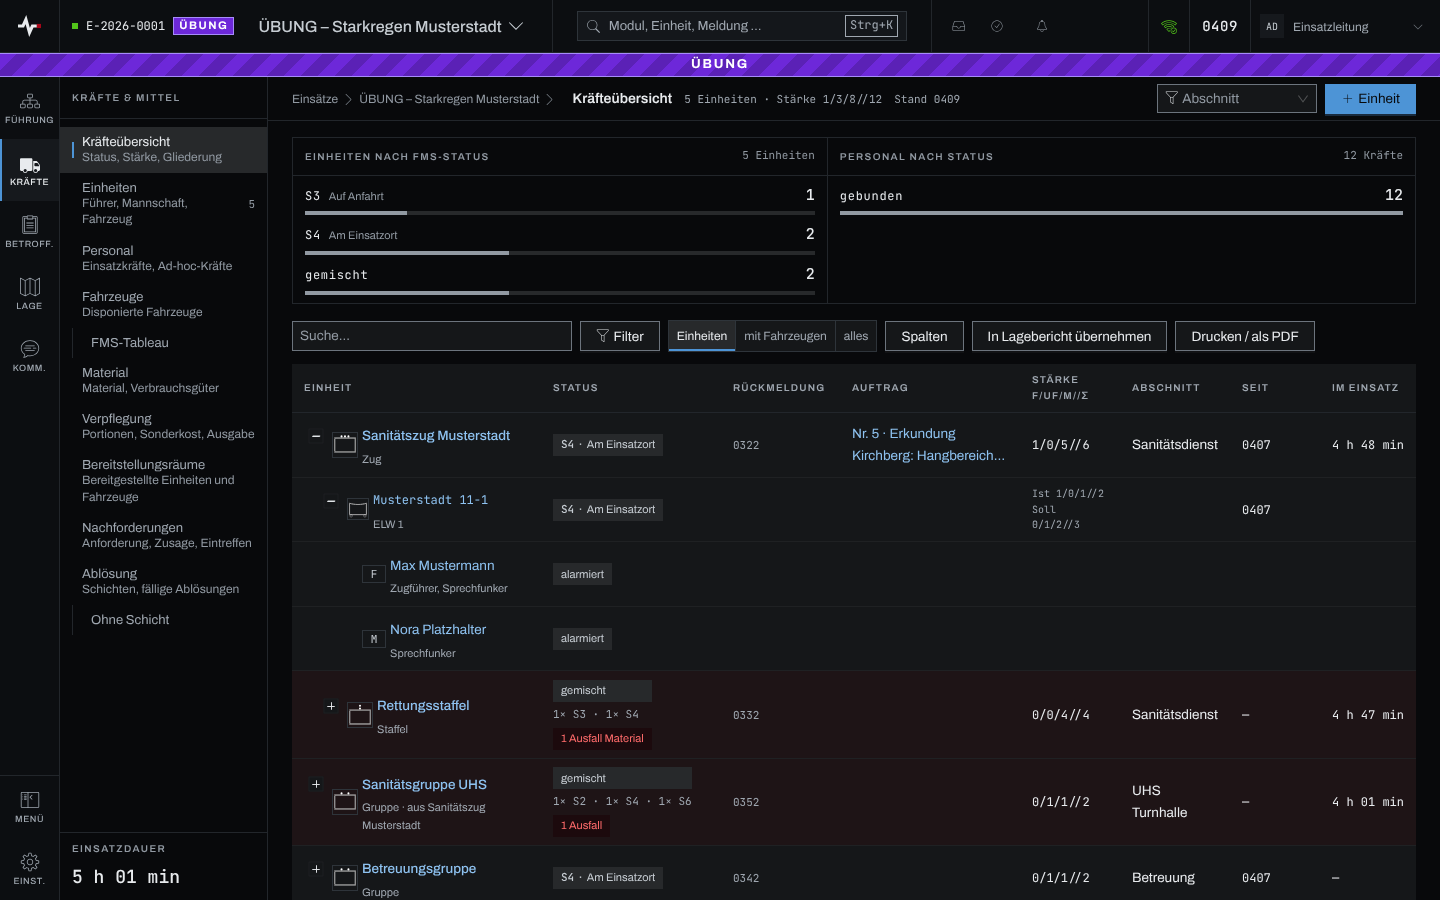 E-2026-0001 ÜBUNG ÜBUNG – Starkregen Musterstadt
Modul, Einheit, Meldung ... Strg+K
0409 AD Einsatzleitung
ÜBUNG
FÜHRUNG
KRÄFTE
BETROFF.
LAGE
KOMM.
MENÜ
EINST.
KRÄFTE & MITTEL
Kräfteübersicht
Status, Stärke, Gliederung
Einheiten
Führer, Mannschaft,
Fahrzeug
5
Personal
Einsatzkräfte, Ad-hoc-Kräfte
Fahrzeuge
Disponierte Fahrzeuge
FMS-Tableau
Material
Material, Verbrauchsgüter
Verpflegung
Portionen, Sonderkost, Ausgabe
Bereitstellungsräume
Bereitgestellte Einheiten und
Fahrzeuge
Nachforderungen
Anforderung, Zusage, Eintreffen
Ablösung
Schichten, fällige Ablösungen
Ohne Schicht
EINSATZDAUER
5 h 01 min
Einsätze ÜBUNG – Starkregen Musterstadt Kräfteübersicht 5 Einheiten · Stärke 1/3/8//12 Stand 0409
Abschnitt + Einheit
EINHEITEN NACH FMS-STATUS 5 Einheiten
S3 Auf Anfahrt 1
S4 Am Einsatzort 2
gemischt 2
PERSONAL NACH STATUS 12 Kräfte
gebunden 12
Suche... Filter Einheiten mit Fahrzeugen alles Spalten In Lagebericht übernehmen Drucken / als PDF
EINHEIT STATUS RÜCKMELDUNG AUFTRAG STÄRKE F/UF/M//Σ ABSCHNITT SEIT IM EINSATZ
Sanitätszug Musterstadt
Zug
S4 · Am Einsatzort
0322
Nr. 5 · Erkundung
Kirchberg: Hangbereich...
1/0/5//6
Sanitätsdienst
0407
4 h 48 min
Musterstadt 11-1
ELW 1
S4 · Am Einsatzort
Ist 1/0/1//2
Soll
0/1/2//3
0407
F
Max Mustermann
Zugführer, Sprechfunker
alarmiert
M
Nora Platzhalter
Sprechfunker
alarmiert
Rettungsstaffel
Staffel
gemischt
1× S3 · 1× S4
1 Ausfall Material
0332
0/0/4//4
Sanitätsdienst
–
4 h 47 min
Sanitätsgruppe UHS
Gruppe · aus Sanitätszug
Musterstadt
gemischt
1× S2 · 1× S4 · 1× S6
1 Ausfall
0352
0/1/1//2
UHS
Turnhalle
–
4 h 01 min
Betreuungsgruppe
Gruppe
S4 · Am Einsatzort
0342
0/1/1//2
Betreuung
0407
–